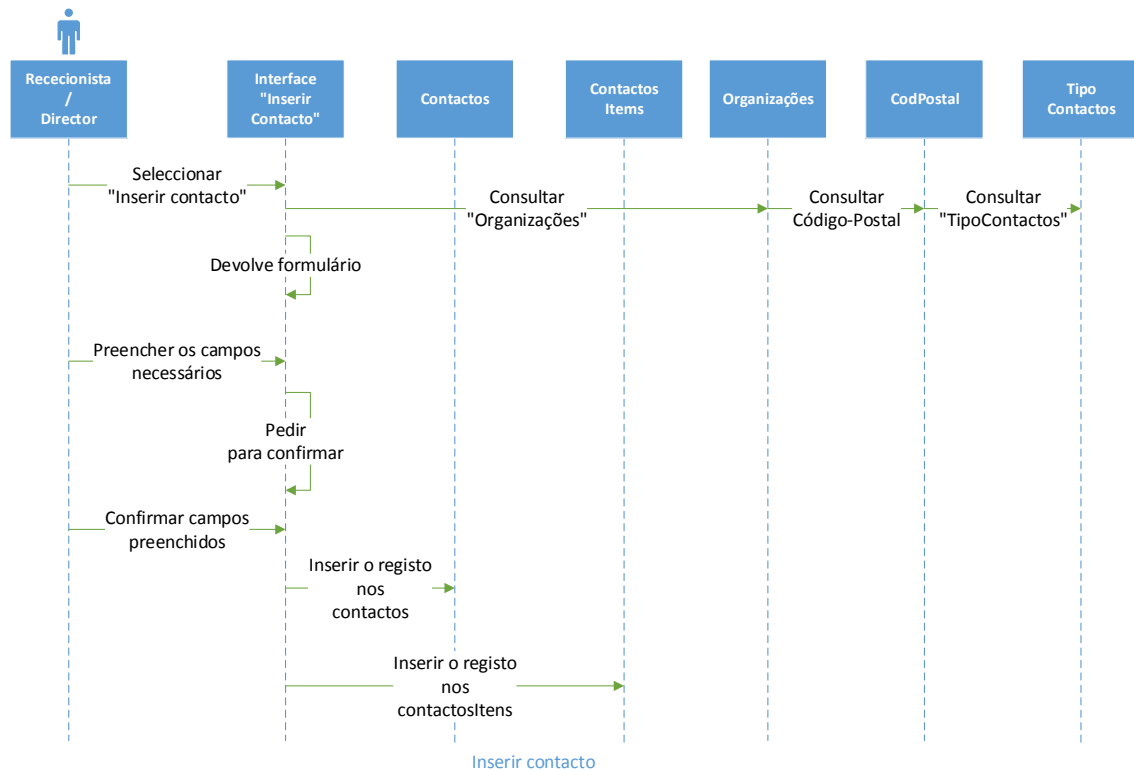 Rececionista
/
Director
Interface
"Inserir
Contacto"
Contactos
Contactos
Items
Organizações
CodPostal
Tipo
Contactos
Seleccionar
"Inserir contacto"
Consultar
"Organizações"
Consultar
Código-Postal
Consultar
"TipoContactos"
Devolve formulário
Preencher os campos
necessários
Pedir
para confirmar
Confirmar campos
preenchidos
Inserir o registo
nos
contactos
Inserir o registo
nos
contactosItens
Inserir contacto